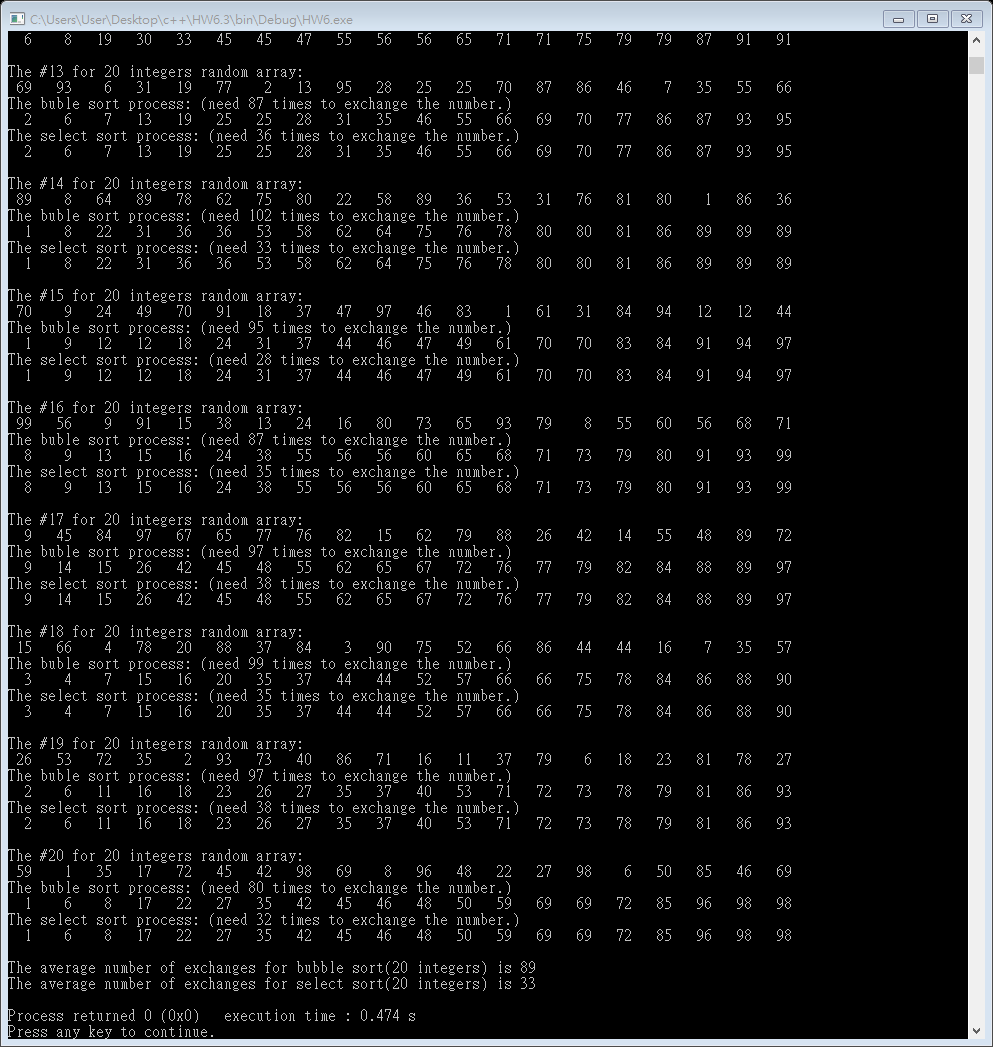 C:\Users\User\Desktop\c++\HW6.3\bin\Debug\HW6.exe
6 8 19 30 33 45 45 47 55 56 56 65 71 71 75 79 79 87 91 91
The #13 for 20 integers random array:
69 93 6 31 19 77 2 13 95 28 25 25 70 87 86 46 7 35 55 66
The buble sort process: (need 87 times to exchange the number.)
2 6 7 13 19 25 25 28 31 35 46 55 66 69 70 77 86 87 93 95
The select sort process: (need 36 times to exchange the number.)
2 6 7 13 19 25 25 28 31 35 46 55 66 69 70 77 86 87 93 95
The #14 for 20 integers random array:
89 8 64 89 78 62 75 80 22 58 89 36 53 31 76 81 80 1 86 36
The buble sort process: (need 102 times to exchange the number.)
1 8 22 31 36 36 53 58 62 64 75 76 78 80 80 81 86 89 89 89
The select sort process: (need 33 times to exchange the number.)
1 8 22 31 36 36 53 58 62 64 75 76 78 80 80 81 86 89 89 89
The #15 for 20 integers random array:
70 9 24 49 70 91 18 37 47 97 46 83 1 61 31 84 94 12 12 44
The buble sort process: (need 95 times to exchange the number.)
1 9 12 12 18 24 31 37 44 46 47 49 61 70 70 83 84 91 94 97
The select sort process: (need 28 times to exchange the number.)
1 9 12 12 18 24 31 37 44 46 47 49 61 70 70 83 84 91 94 97
The #16 for 20 integers random array:
99 56 9 91 15 38 13 24 16 80 73 65 93 79 8 55 60 56 68 71
The buble sort process: (need 87 times to exchange the number.)
8 9 13 15 16 24 38 55 56 56 60 65 68 71 73 79 80 91 93 99
The select sort process: (need 35 times to exchange the number.)
8 9 13 15 16 24 38 55 56 56 60 65 68 71 73 79 80 91 93 99
The #17 for 20 integers random array:
9 45 84 97 67 65 77 76 82 15 62 79 88 26 42 14 55 48 89 72
The buble sort process: (need 97 times to exchange the number.)
9 14 15 26 42 45 48 55 62 65 67 72 76 77 79 82 84 88 89 97
The select sort process: (need 38 times to exchange the number.)
9 14 15 26 42 45 48 55 62 65 67 72 76 77 79 82 84 88 89 97
The #18 for 20 integers random array:
15 66 4 78 20 88 37 84 3 90 75 52 66 86 44 44 16 7 35 57
The buble sort process: (need 99 times to exchange the number.)
3 4 7 15 16 20 35 37 44 44 52 57 66 66 75 78 84 86 88 90
The select sort process: (need 35 times to exchange the number.)
3 4 7 15 16 20 35 37 44 44 52 57 66 66 75 78 84 86 88 90
The #19 for 20 integers random array:
26 53 72 35 2 93 73 40 86 71 16 11 37 79 6 18 23 81 78 27
The buble sort process: (need 97 times to exchange the number.)
2 6 11 16 18 23 26 27 35 37 40 53 71 72 73 78 79 81 86 93
The select sort process: (need 38 times to exchange the number.)
2 6 11 16 18 23 26 27 35 37 40 53 71 72 73 78 79 81 86 93
The #20 for 20 integers random array:
59 1 35 17 72 45 42 98 69 8 96 48 22 27 98 6 50 85 46 69
The buble sort process: (need 80 times to exchange the number.)
1 6 8 17 22 27 35 42 45 46 48 50 59 69 69 72 85 96 98 98
The select sort process: (need 32 times to exchange the number.)
1 6 8 17 22 27 35 42 45 46 48 50 59 69 69 72 85 96 98 98
The average number of exchanges for bubble sort(20 integers) is 89
The average number of exchanges for select sort(20 integers) is 33
Process returned 0 (0x0) execution time : 0.474 s
Press any key to continue.